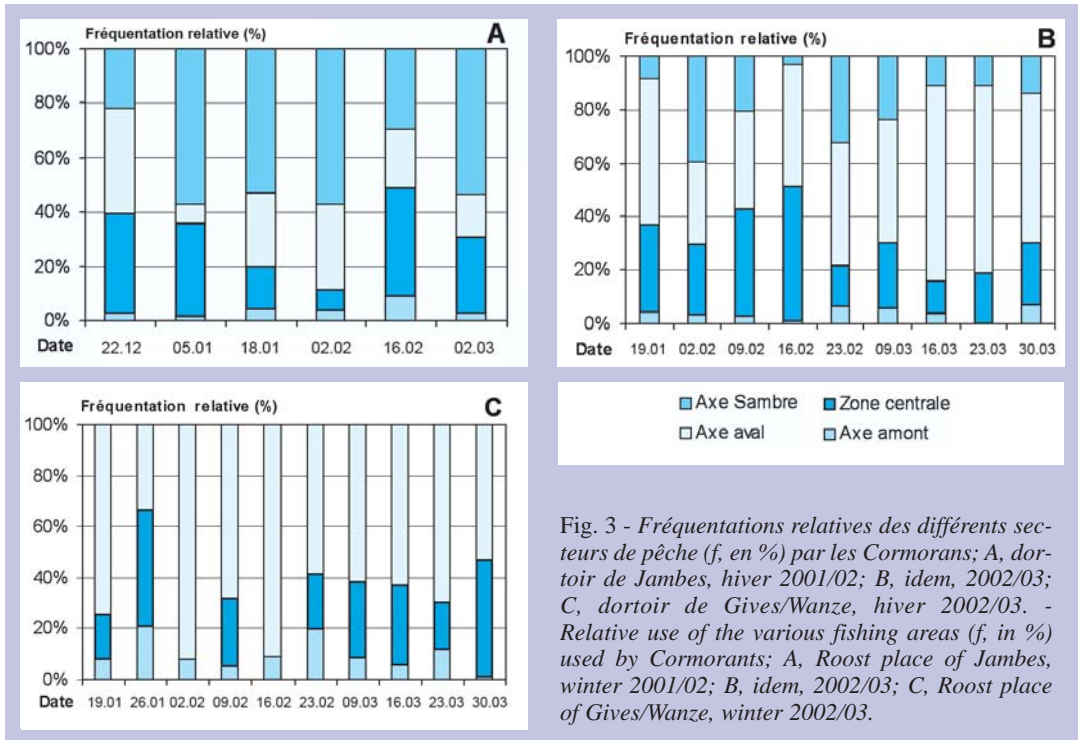 Fréquentation relative (%)
A
100%
80%
60%
40%
20%
0%
Date 22.12 05.01 18.01 02.02 16.02 02.03
Fréquentation relative (%)
B
100%
80%
60%
40%
20%
0%
Date 19.01 02.02 09.02 16.02 23.02 09.03 16.03 23.03 30.03
Fréquentation relative (%)
C
100%
80%
60%
40%
20%
0%
Date 19.01 26.01 02.02 09.02 16.02 23.02 09.03 16.03 23.03 30.03
Axe Sambre Zone centrale
Axe aval Axe amont
Fig. 3 - Fréquentations relatives des différents sec-
teurs de pêche (f, en %) par les Cormorans; A, dor-
toir de Jambes, hiver 2001/02; B, idem, 2002/03;
C, dortoir de Gives/Wanze, hiver 2002/03. -
Relative use of the various fishing areas (f, in %)
used by Cormorants; A, Roost place of Jambes,
winter 2001/02; B, idem, 2002/03; C, Roost place
of Gives/Wanze, winter 2002/03.